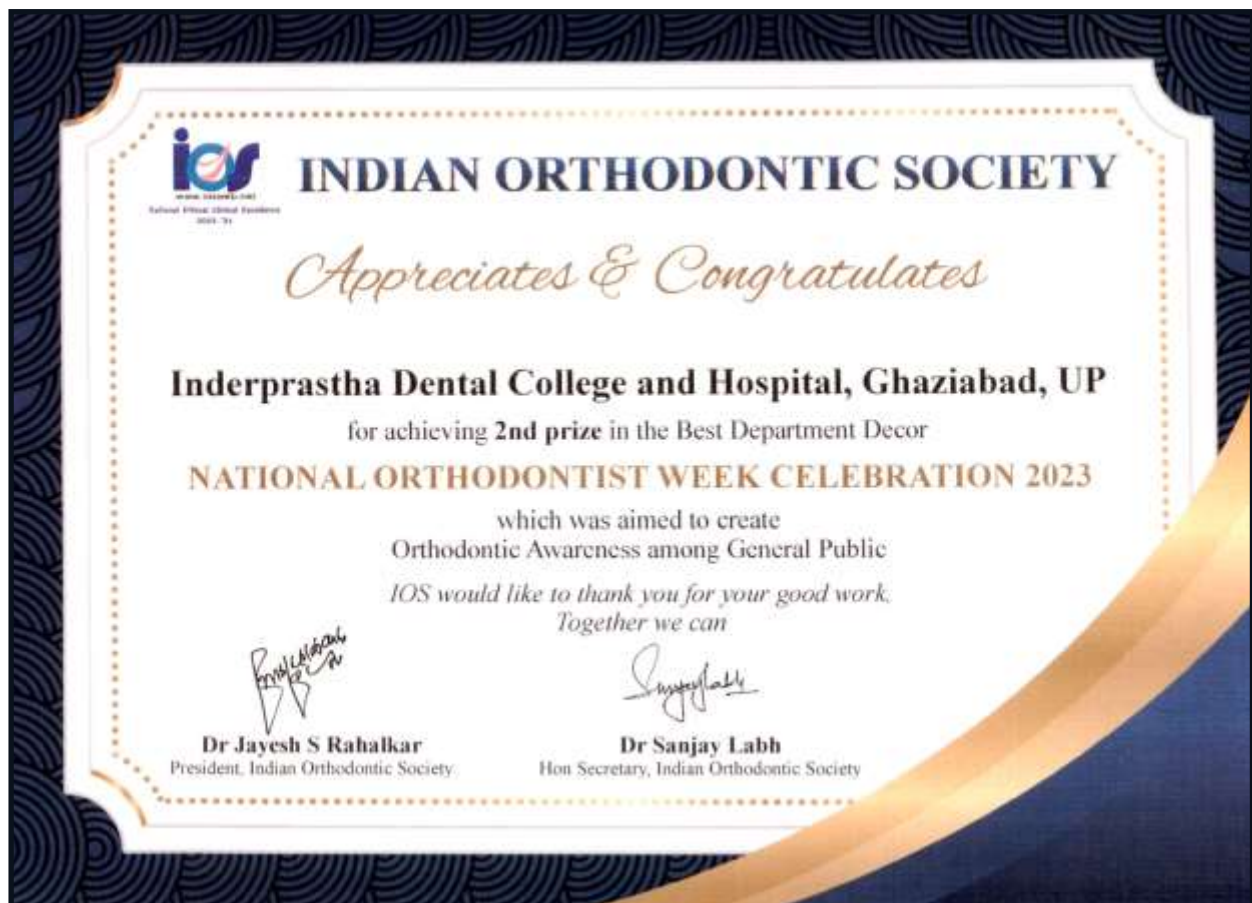 ios
INDIAN ORTHODONTIC SOCIETY
Appreciates & Congratulates
Inderprastha Dental College and Hospital, Ghaziabad, UP
for achieving 2nd prize in the Best Department Decor
NATIONAL ORTHODONTIST WEEK CELEBRATION 2023
which was aimed to create
Orthodontic Awareness among General Public
IOS would like to thank you for your good work.
Together we can
Dr Jayesh S Rahalkar
President, Indian Orthodontic Society
Dr Sanjay Labh
Hon Secretary, Indian Orthodontic Society